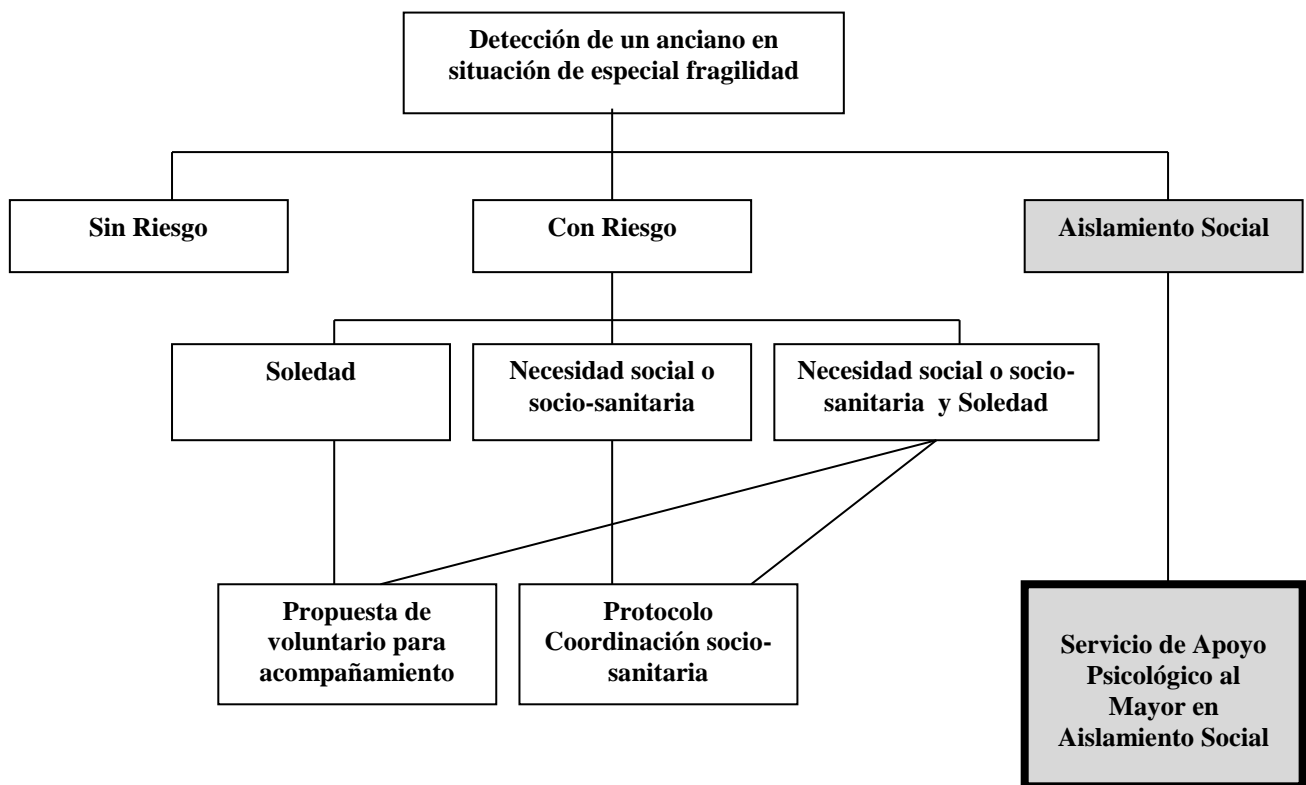 Detección de un anciano en
situación de especial fragilidad
Sin Riesgo
Con Riesgo
Aislamiento Social
Soledad
Necesidad social o
socio-sanitaria
Necesidad social o socio-
sanitaria y Soledad
Propuesta de
voluntario para
acompañamiento
Protocolo
Coordinación socio-
sanitaria
Servicio de Apoyo
Psicológico al
Mayor en
Aislamiento Social